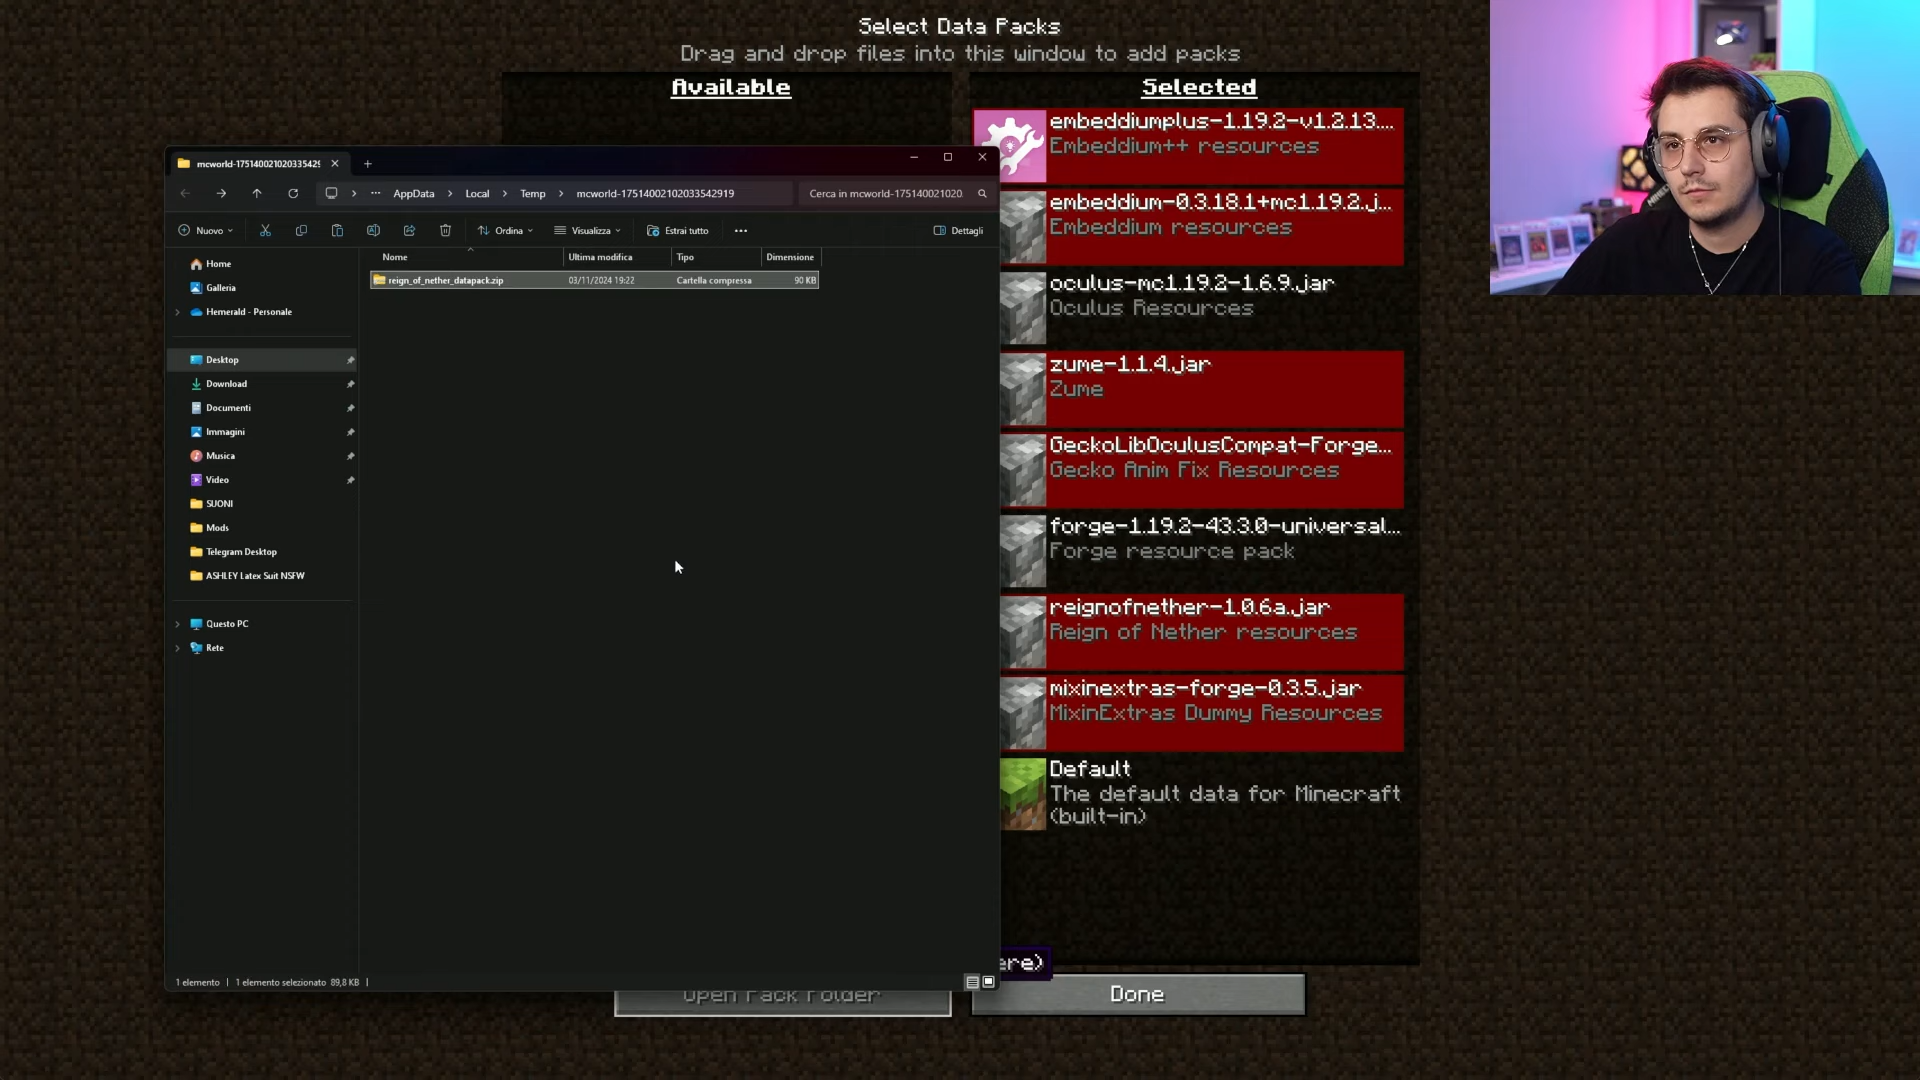 Select Data Packs
Drag and drop files into this window to add packs
Available
Selected
embeddiumplus-1.19.2-v1.2.13....
Embeddium++ resources
embeddium-0.3.18.1+mc1.19.2.j...
Embeddium resources
oculus-mc1.19.2-1.6.9.jar
Oculus Resources
zume-1.1.4.jar
Zume
GeckoLibOculusCompat-Forge...
Gecko Anim Fix Resources
forge-1.19.2-43.3.0-universal...
Forge resource pack
reignofnether-1.0.6a.jar
Reign of Nether resources
mixinextras-forge-0.3.5.jar
MixinExtras Dummy Resources
Default
The default data for Minecraft
(built-in)
ere)
Open Pack Folder
Done
mcworld-1751400210203354291
AppData > Local > Temp > mcworld-17514002102033542919
Cerca in mcworld-175140021020
Nuovo
Ordina
Visualizza
Estrai tutto
...
Dettagli
Nome Ultima modifica Tipo Dimensione
reign_of_nether_datapack.zip 03/11/2024 19:22 Cartella compressa 90 KB
Home
Galleria
Hemerald - Personale
Desktop
Download
Documenti
Immagini
Musica
Video
SUONI
Mods
Telegram Desktop
ASHLEY Latex Suit NSFW
Questo PC
Rete
1 elemento | 1 elemento selezionato 89,8 KB |